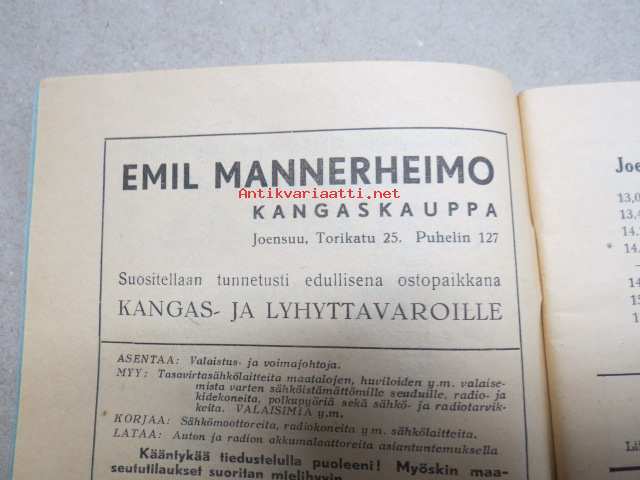 EMIL MANNERHEIMO
Antikvariaatti.net
KANGASKAUPPA
Joensuu, Torikatu 25. Puhelin 127
Suositellaan tunnetusti edullisena ostopaikkana
KANGAS- JA LYHYTTAVAROILLE
ASENTAA: Valaistus- ja voimajohtoja.
MYY: Tasavirtasähkölaitteita maatalojen, huviloiden y.m. valaise-
mista varten sähköistämättömille seuduille, radio- ja
kidekoneita, polkupyöriä sekä sähkö- ja radiotarvik-
keita. VALAISIMIA y.m.
KORJAA: Sähkömoottoreita, radiokoneita y.m. sähkölaitteita.
LATAA: Auton ja radion akkumulaattoreita asiantuntemuksella
Kääntykää tiedustelulla puoleeni! Myöskin maa-
seututilaukset suoritan mielihyvin
Joe
13,0
13.4
14.
* 14.
14
1